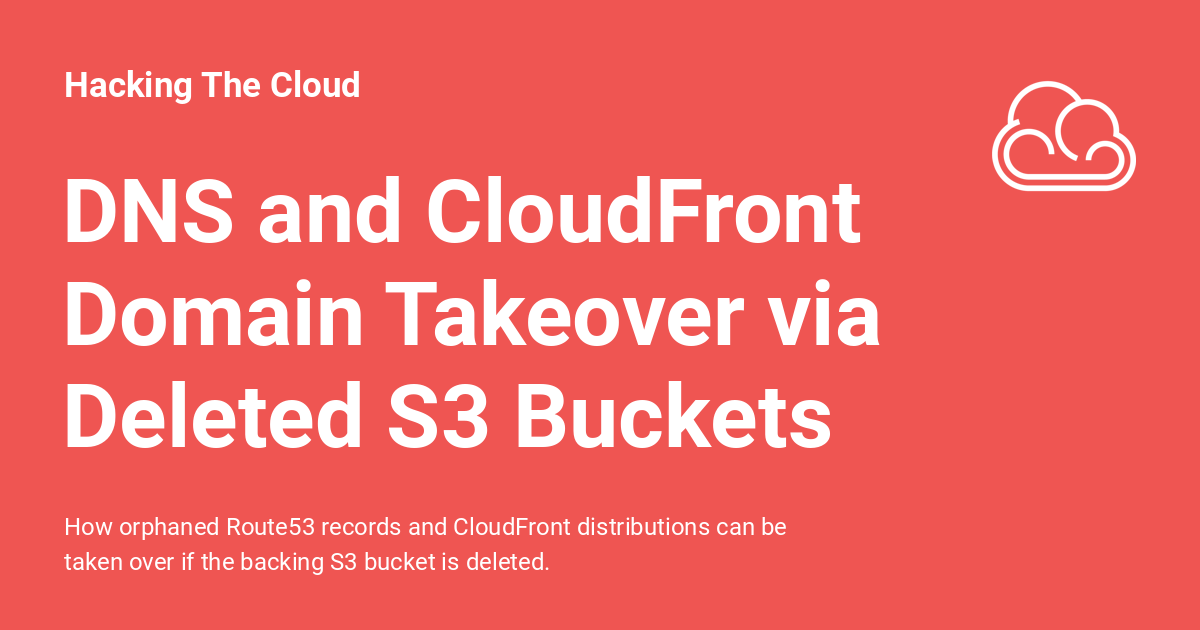 Hacking The Cloud
DNS and CloudFront
Domain Takeover via
Deleted S3 Buckets
How orphaned Route53 records and CloudFront distributions can be
taken over if the backing S3 bucket is deleted.